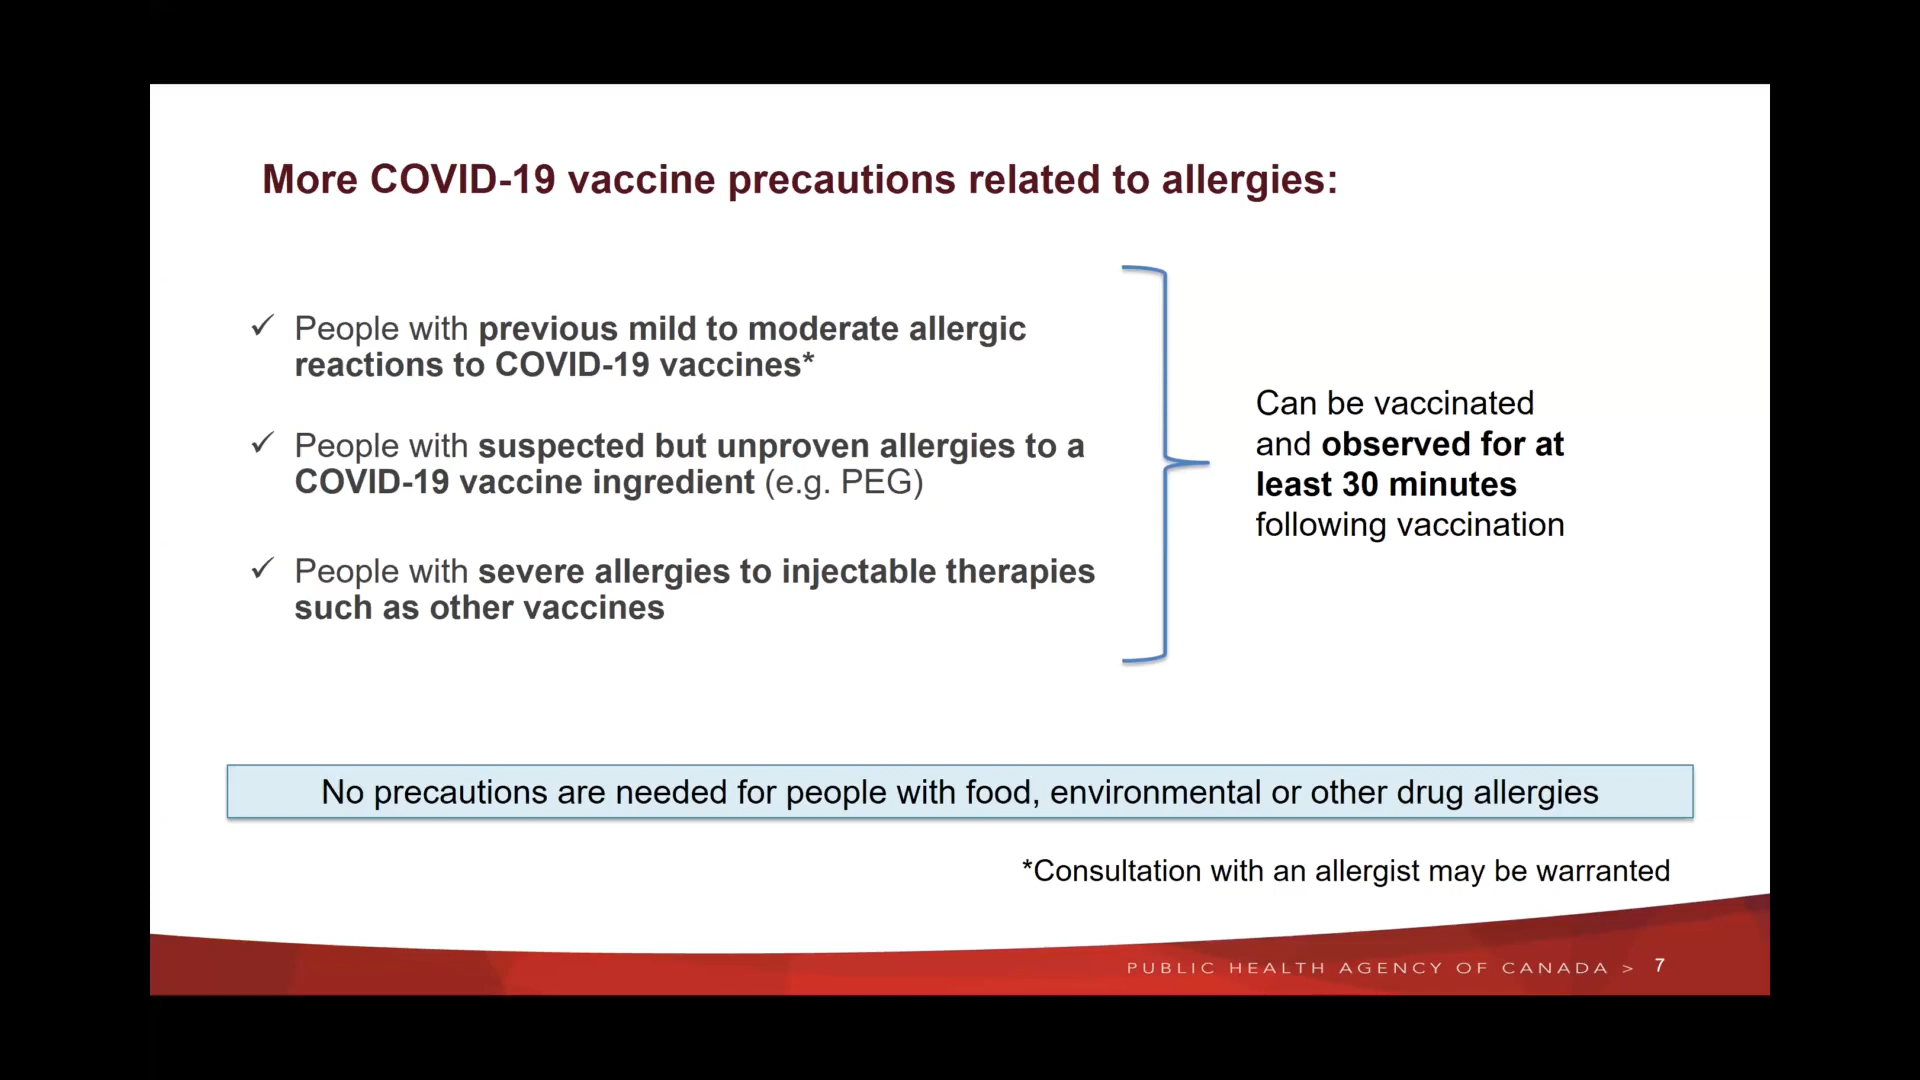 More COVID-19 vaccine precautions related to allergies:
✓ People with previous mild to moderate allergic
reactions to COVID-19 vaccines*
✓ People with suspected but unproven allergies to a
COVID-19 vaccine ingredient (e.g. PEG)
✓ People with severe allergies to injectable therapies
such as other vaccines
Can be vaccinated
and observed for at
least 30 minutes
following vaccination
No precautions are needed for people with food, environmental or other drug allergies
*Consultation with an allergist may be warranted
PUBLIC HEALTH AGENCY OF CANADA > 7